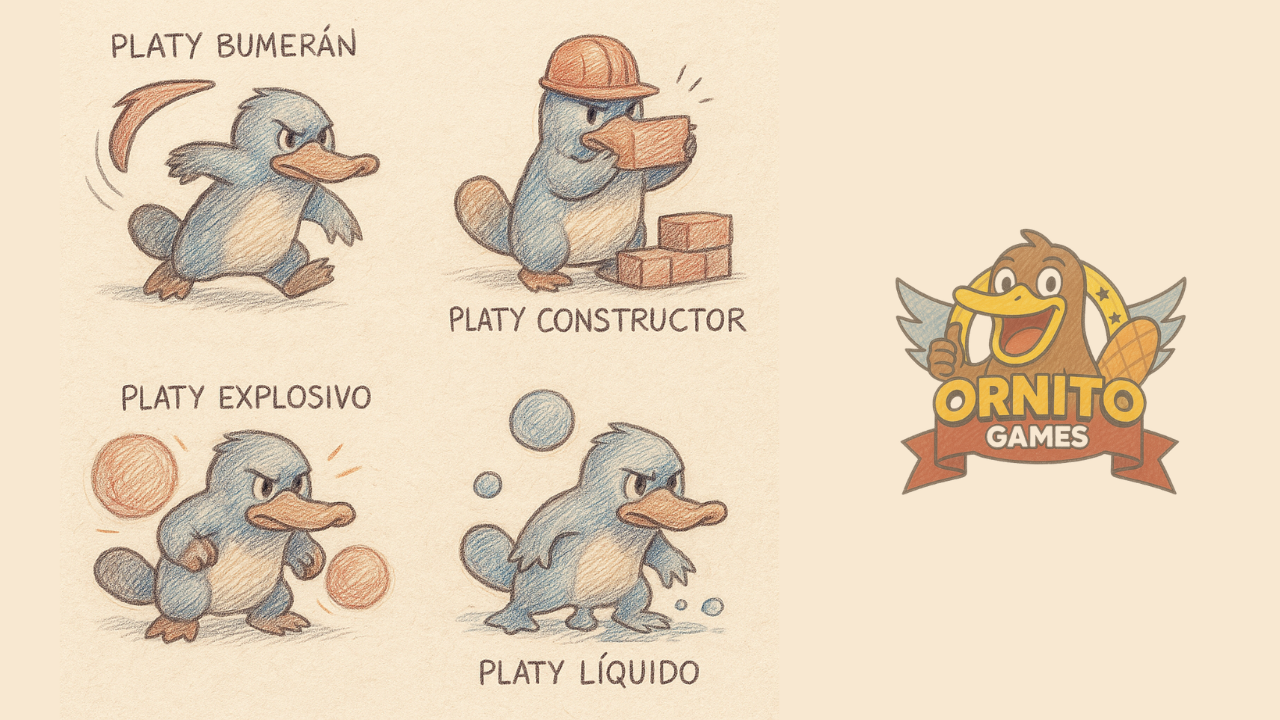 PLATY BUMERÁN
PLATY CONSTRUCTOR
PLATY EXPLOSIVO
PLATY LÍQUIDO
ORNITO
GAMES